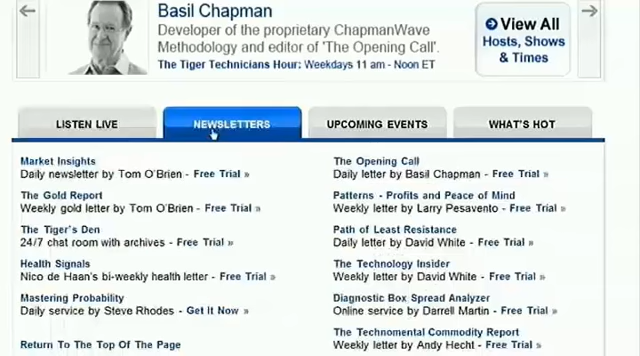 Basil Chapman
Developer of the proprietary ChapmanWave
Methodology and editor of 'The Opening Call'.
The Tiger Technicians Hour: Weekdays 11 am - Noon ET
View All
Hosts, Shows
& Times
LISTEN LIVE
NEWSLETTERS
UPCOMING EVENTS
WHAT'S HOT
Market Insights
Daily newsletter by Tom O'Brien - Free Trial »
The Gold Report
Weekly gold letter by Tom O'Brien - Free Trial »
The Tiger's Den
24/7 chat room with archives - Free Trial »
Health Signals
Nico de Haan's bi-weekly health letter - Free Trial »
Mastering Probability
Daily service by Steve Rhodes - Get It Now »
Return To The Top Of The Page
The Opening Call
Daily letter by Basil Chapman - Free Trial »
Patterns - Profits and Peace of Mind
Weekly letter by Larry Pesavento - Free Trial »
Path of Least Resistance
Daily letter by David White - Free Trial »
The Technology Insider
Weekly letter by David White - Free Trial »
Diagnostic Box Spread Analyzer
Online service by Darrell Martin - Free Trial »
The Technomental Commodity Report
Weekly letter by Andy Hecht - Free Trial »